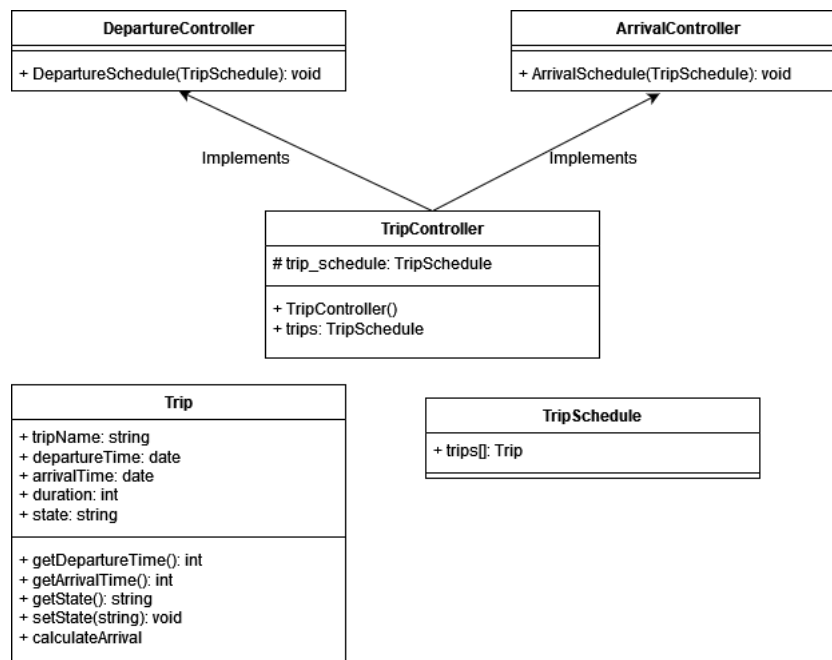 DepartureController
+ DepartureSchedule(TripSchedule): void
ArrivalController
+ ArrivalSchedule(TripSchedule): void
Implements
Implements
TripController
# trip_schedule: TripSchedule
+ TripController()
+ trips: TripSchedule
Trip
+ tripName: string
+ departureTime: date
+ arrivalTime: date
+ duration: int
+ state: string
+ getDepartureTime(): int
+ getArrivalTime(): int
+ getState(): string
+ setState(string): void
+ calculateArrival
TripSchedule
+ trips[]: Trip